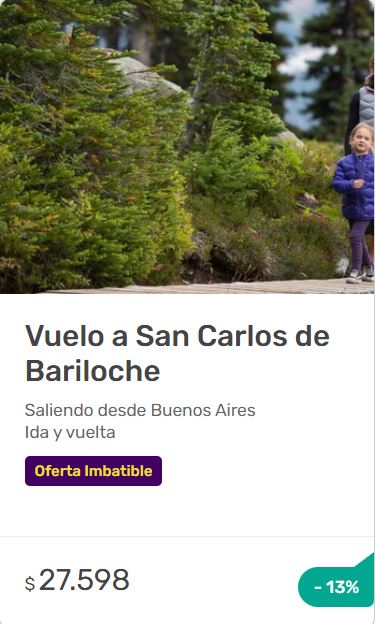 Vuelo a San Carlos de
Bariloche
Saliendo desde Buenos Aires
Ida y vuelta
Oferta Imbatible
$ 27.598
- 13%